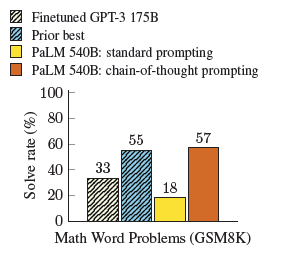 Finetuned GPT-3 175B
Prior best
PaLM 540B: standard prompting
PaLM 540B: chain-of-thought prompting
100
80
60
40
20
0
Solve rate (%)
33
55
18
57
Math Word Problems (GSM8K)